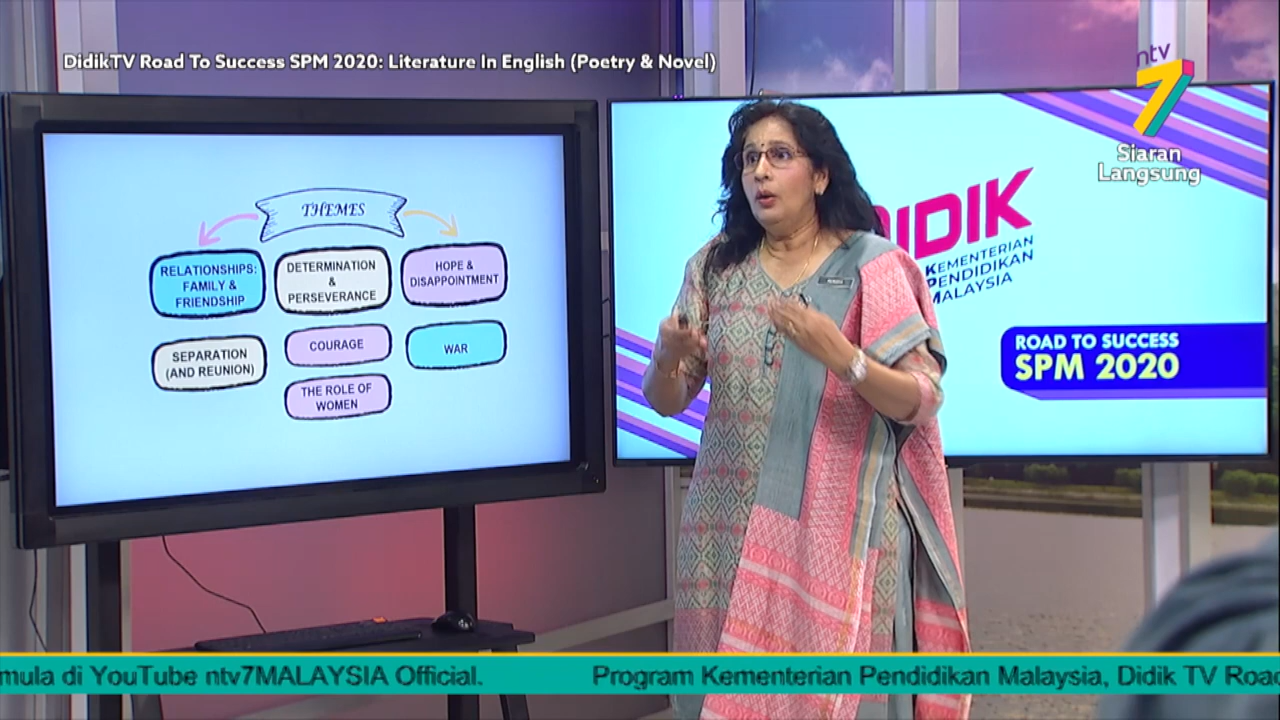 DidikTV Road To Success SPM 2020: Literature In English (Poetry & Novel)
ntv
7
Siaran
Langsung
THEMES
RELATIONSHIPS:
FAMILY &
FRIENDSHIP
DETERMINATION
&
PERSEVERANCE
HOPE &
DISAPPOINTMENT
SEPARATION
(AND REUNION)
COURAGE
WAR
THE ROLE OF
WOMEN
DIDIK
KEMENTERIAN
PENDIDIKAN
MALAYSIA
ROAD TO SUCCESS
SPM 2020
mula di YouTube ntv7MALAYSIA Official.
Program Kementerian Pendidikan Malaysia, Didik TV Road